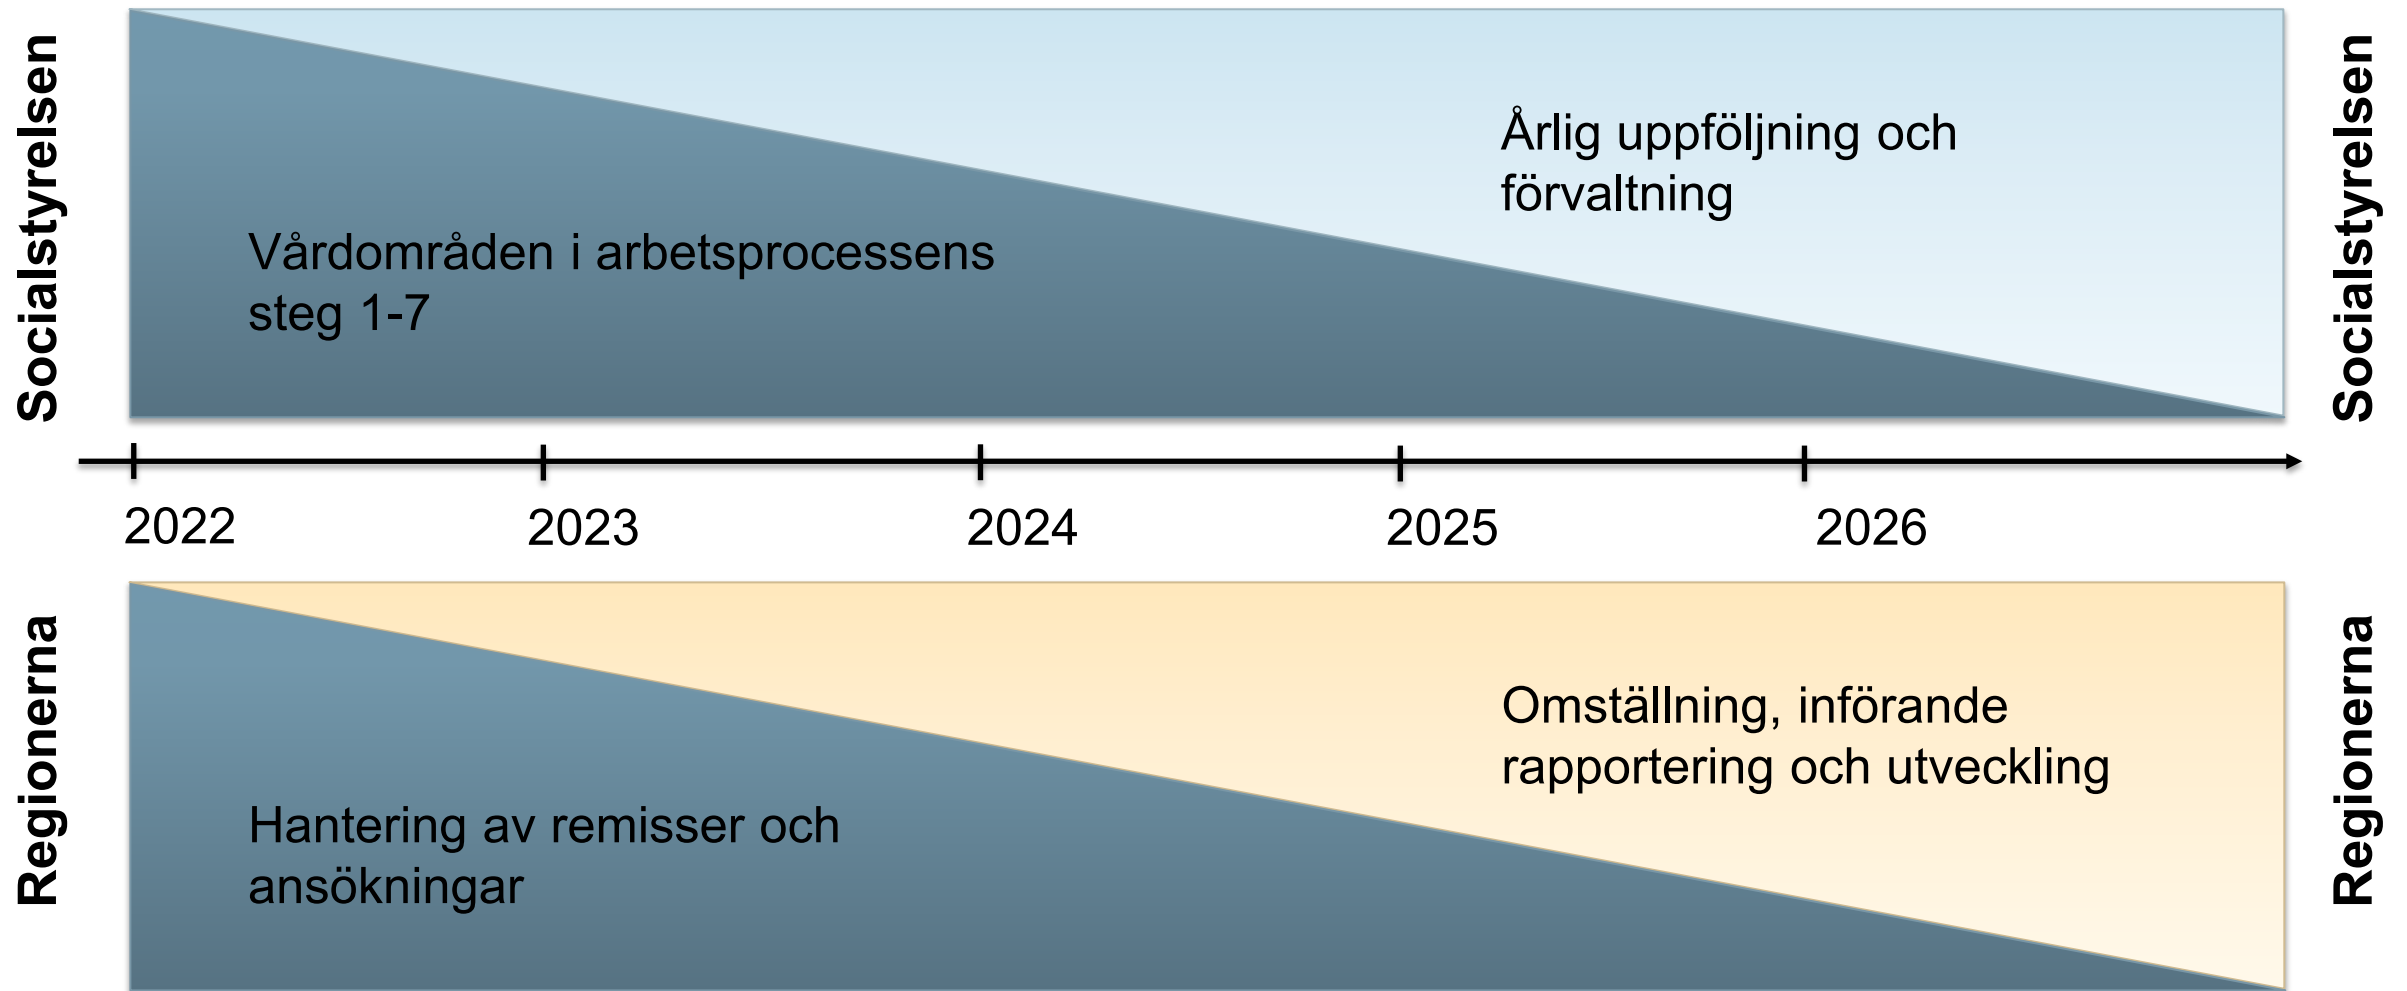 Socialstyrelsen
Årlig uppföljning och
förvaltning
Vårdområden i arbetsprocessens
steg 1-7
Socialstyrelsen
2022
2023
2024
2025
2026
Regionerna
Omställning, införande
rapportering och utveckling
Hantering av remisser och
ansökningar
Regionerna